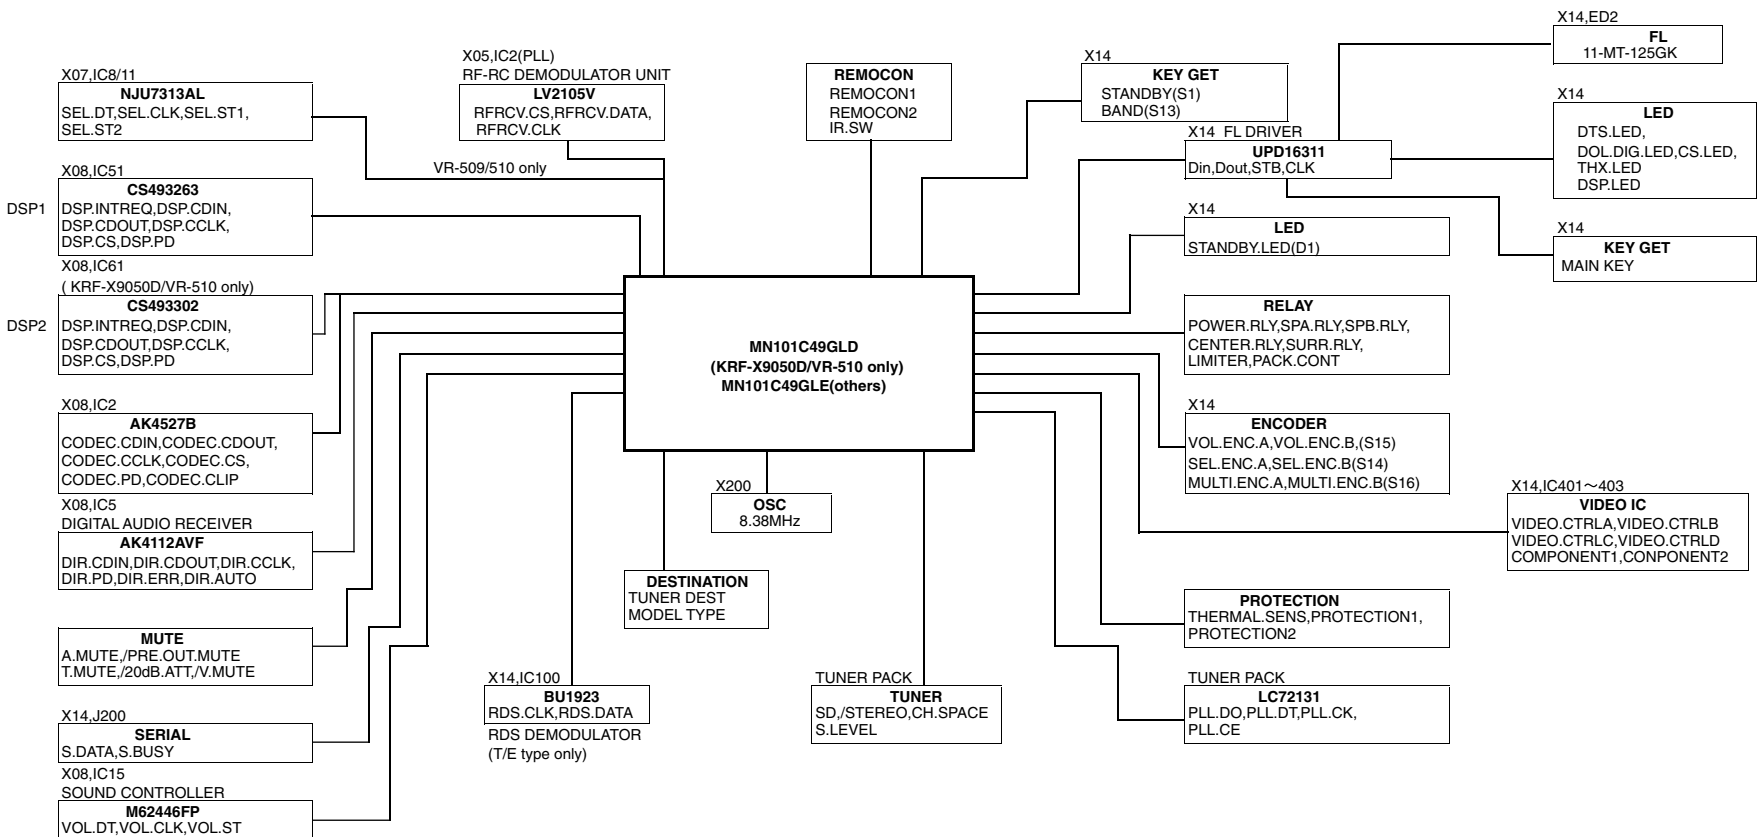 X07,IC8/11
NJU7313AL
SEL.DT,SEL.CLK,SEL.ST1,
SEL.ST2
X08,IC51
DSP1
CS493263
DSP.INTREQ,DSP.CDIN,
DSP.CDOUT,DSP.CCLK,
DSP.CS,DSP.PD
X08,IC61
( KRF-X9050D/VR-510 only)
DSP2
CS493302
DSP.INTREQ,DSP.CDIN,
DSP.CDOUT,DSP.CCLK,
DSP.CS,DSP.PD
X08,IC2
AK4527B
CODEC.CDIN,CODEC.CDOUT,
CODEC.CCLK,CODEC.CS,
CODEC.PD,CODEC.CLIP
X08,IC5
DIGITAL AUDIO RECEIVER
AK4112AVF
DIR.CDIN,DIR.CDOUT,DIR.CCLK,
DIR.PD,DIR.ERR,DIR.AUTO
MUTE
A.MUTE,/PRE.OUT.MUTE
T.MUTE,/20dB.ATT,/V.MUTE
X14,J200
SERIAL
S.DATA,S.BUSY
X08,IC15
SOUND CONTROLLER
M62446FP
VOL.DT,VOL.CLK,VOL.ST
X05,IC2(PLL)
RF-RC DEMODULATOR UNIT
LV2105V
RFRCV.CS,RFRCV.DATA,
RFRCV.CLK
VR-509/510 only
REMOCON
REMOCON1
REMOCON2
IR.SW
MN101C49GLD
(KRF-X9050D/VR-510 only)
MN101C49GLE(others)
X200
OSC
8.38MHz
DESTINATION
TUNER DEST
MODEL TYPE
X14,IC100
BU1923
RDS.CLK,RDS.DATA
RDS DEMODULATOR
(T/E type only)
TUNER PACK
TUNER
SD,/STEREO,CH.SPACE
S.LEVEL
X14
KEY GET
STANDBY(S1)
BAND(S13)
X14 FL DRIVER
UPD16311
Din,Dout,STB,CLK
X14
LED
STANDBY.LED(D1)
RELAY
POWER.RLY,SPA.RLY,SPB.RLY,
CENTER.RLY,SURR.RLY,
LIMITER,PACK.CONT
X14
ENCODER
VOL.ENC.A,VOL.ENC.B,(S15)
SEL.ENC.A,SEL.ENC.B(S14)
MULTI.ENC.A,MULTI.ENC.B(S16)
PROTECTION
THERMAL.SENS,PROTECTION1,
PROTECTION2
TUNER PACK
LC72131
PLL.DO,PLL.DT,PLL.CK,
PLL.CE
X14,ED2
FL
11-MT-125GK
X14
LED
DTS.LED,
DOL.DIG.LED,CS.LED,
THX.LED
DSP.LED
X14
KEY GET
MAIN KEY
X14,IC401～403
VIDEO IC
VIDEO.CTRLA,VIDEO.CTRLB
VIDEO.CTRLC,VIDEO.CTRLD
COMPONENT1,CONPONENT2